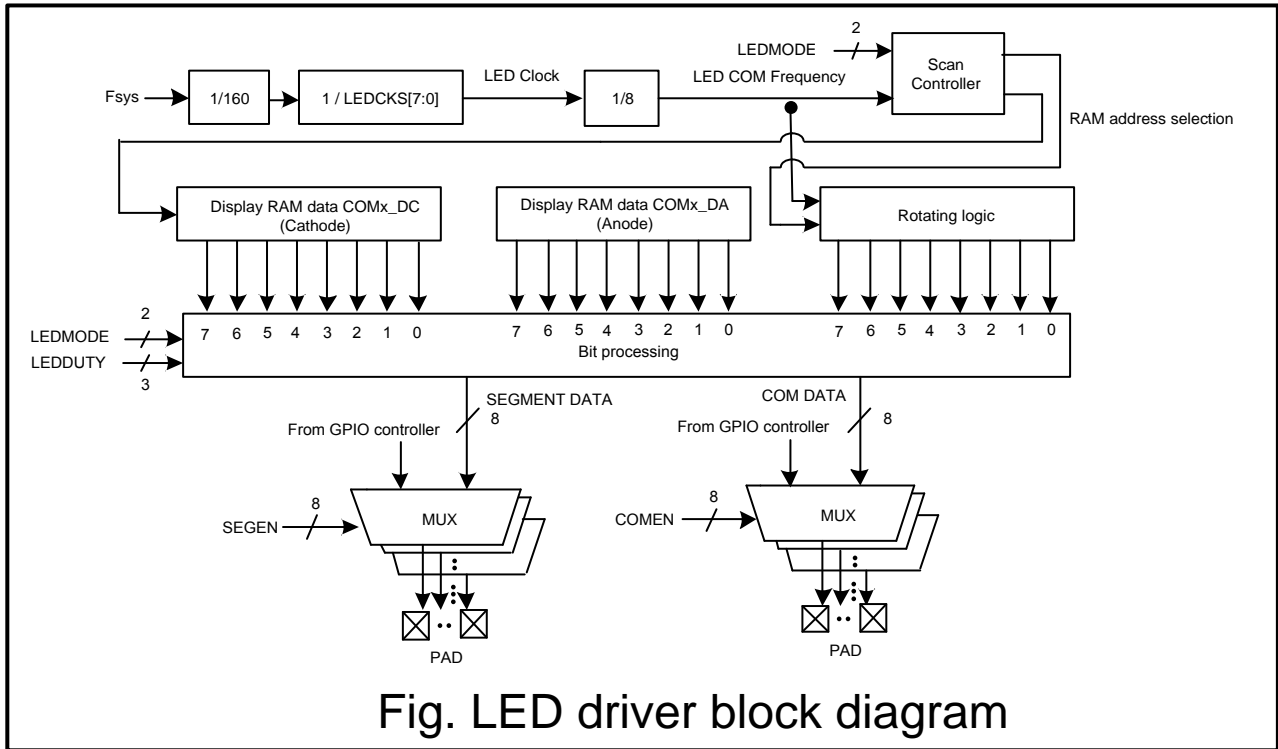 LEDMODE
2
Scan
Controller
Fsys
1/160
1 / LEDCKS[7:0]
LED Clock
1/8
LED COM Frequency
RAM address selection
Display RAM data COMx_DC
(Cathode)
Display RAM data COMx_DA
(Anode)
Rotating logic
LEDMODE
2
LEDDUTY
3
7 6 5 4 3 2 1 0
7 6 5 4 3 2 1 0
7 6 5 4 3 2 1 0
Bit processing
SEGMENT DATA
8
COM DATA
8
From GPIO controller
From GPIO controller
SEGEN
8
MUX
COMEN
8
MUX
PAD
PAD
Fig. LED driver block diagram